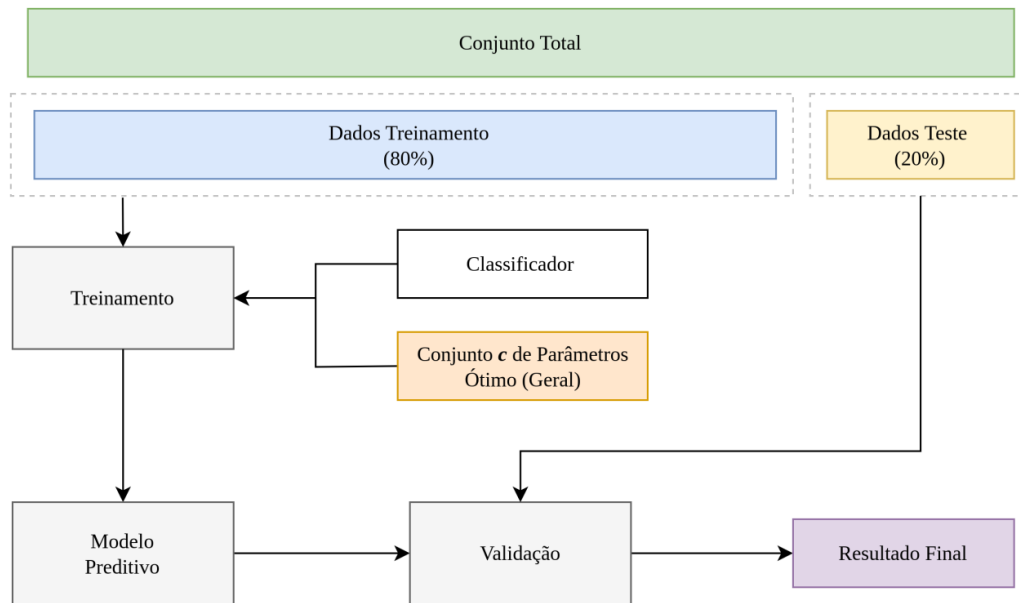 Conjunto Total
Dados Treinamento
(80%)
Dados Teste
(20%)
Classificador
Treinamento
Conjunto c de Parâmetros
Ótimo (Geral)
Modelo
Preditivo
Validação
Resultado Final